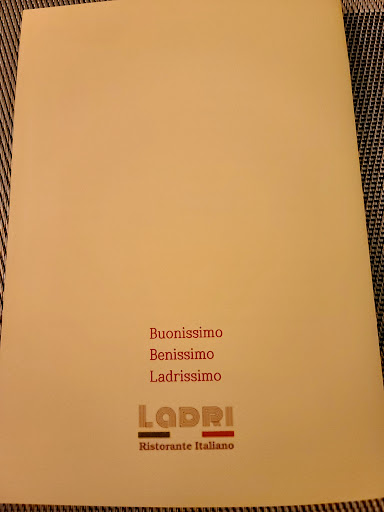 Buonissimo
Benissimo
Ladrissimo
LADRI
Ristorante Italiano